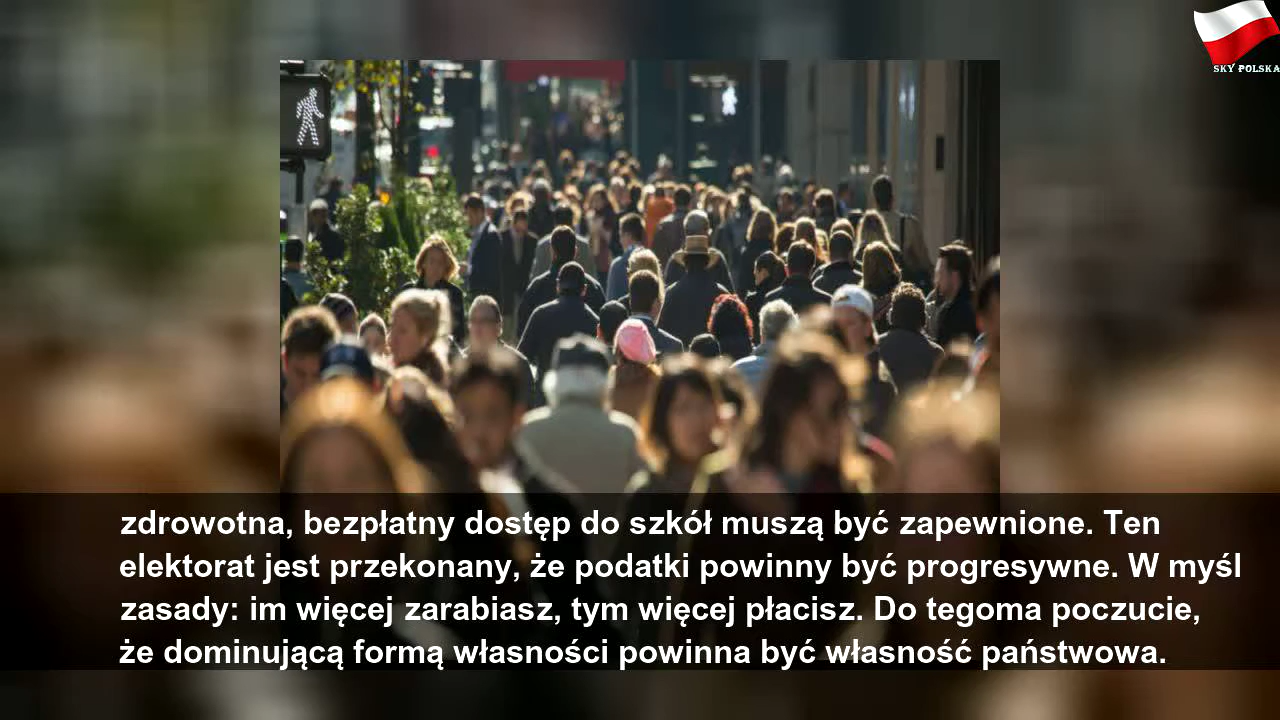 SKY POLSKA
zdrowotna, bezpłatny dostęp do szkół muszą być zapewnione. Ten
elektorat jest przekonany, że podatki powinny być progresywne. W myśl
zasady: im więcej zarabiasz, tym więcej płacisz. Do tegoma poczucie,
że dominującą formą własności powinna być własność państwowa.